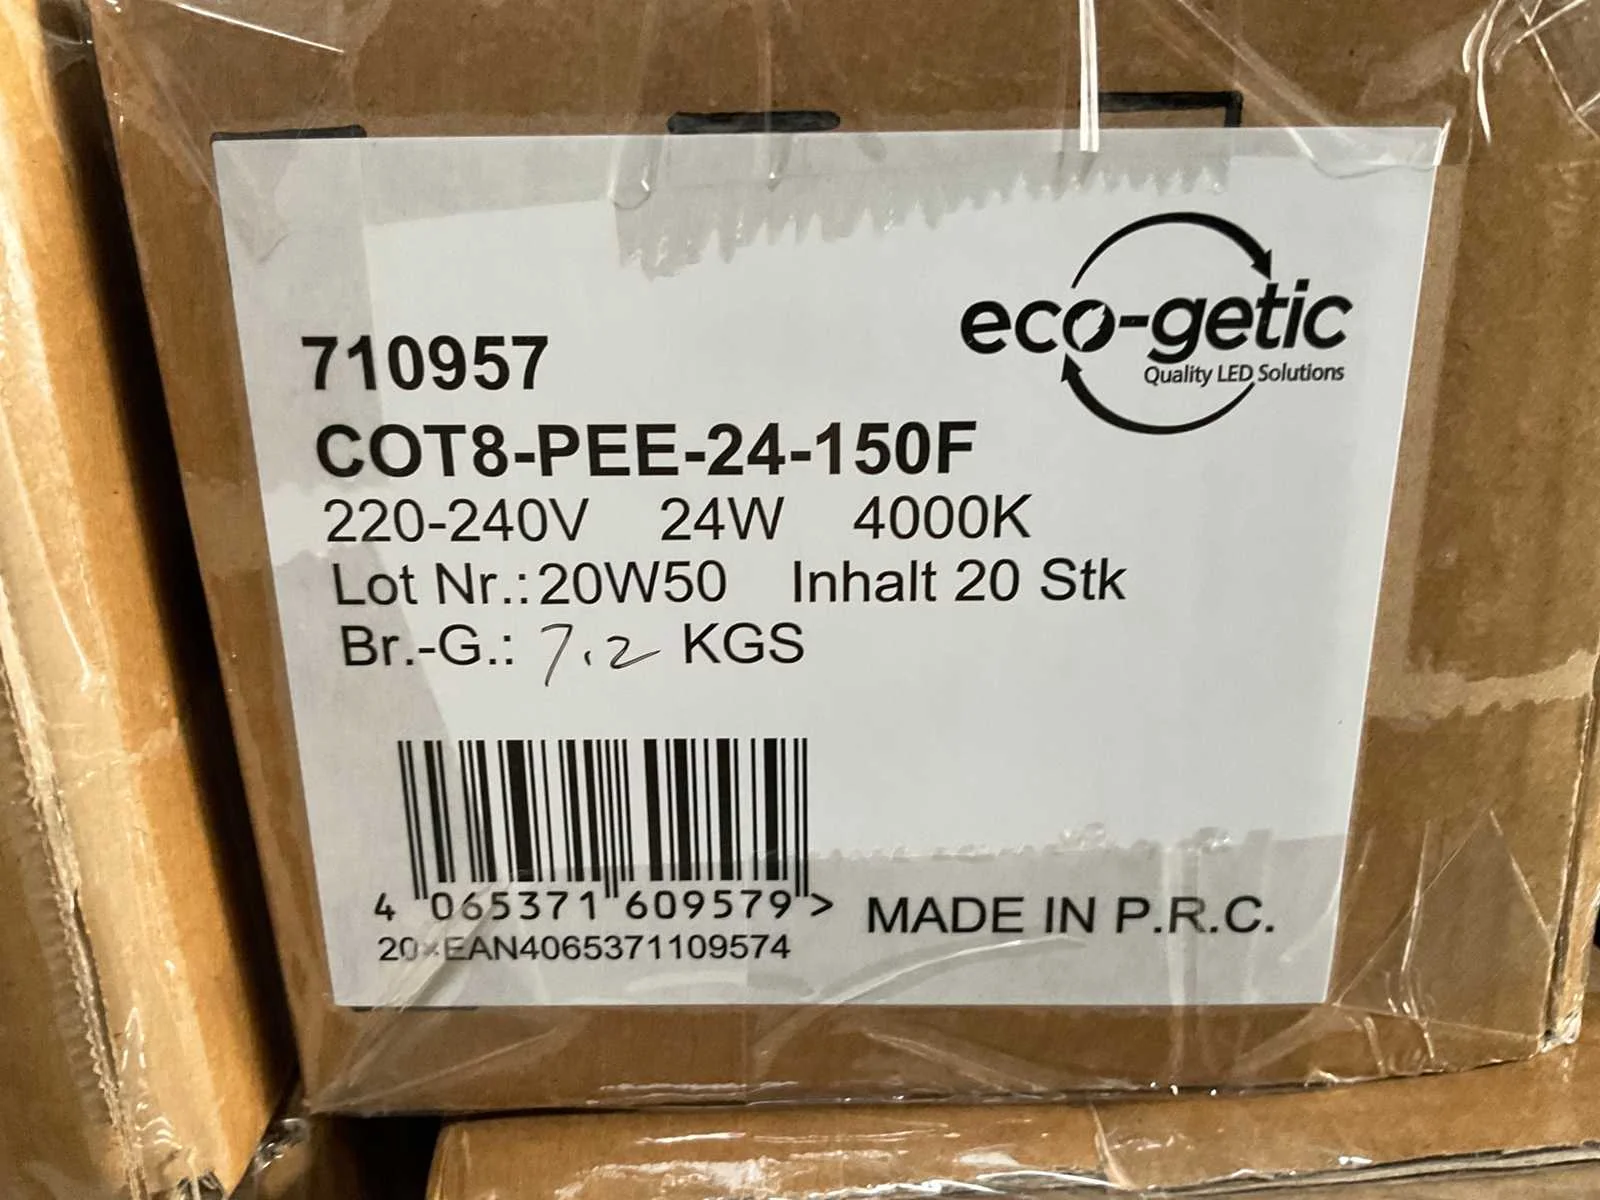 eco-getic
Quality LED Solutions
710957
COT8-PEE-24-150F
220-240V 24W 4000K
Lot Nr.:20W50 Inhalt 20 Stk
Br.-G.: 7.2 KGS
4 065371 609579 >
MADE IN P.R.C.
20×EAN4065371109574